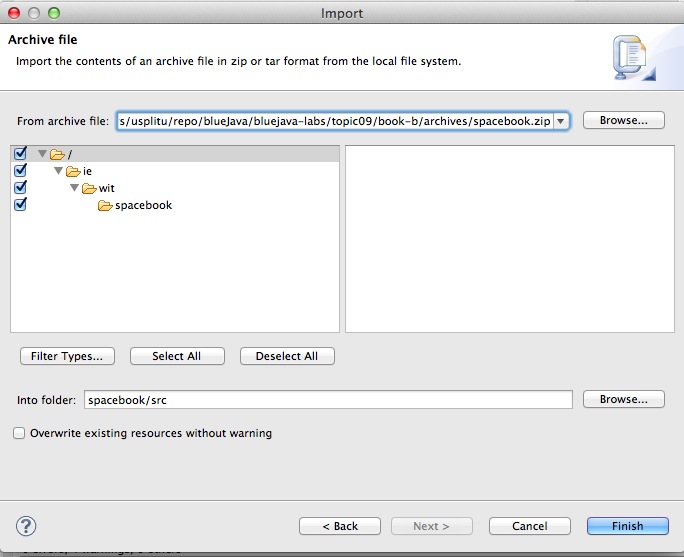 Import
Archive file
Import the contents of an archive file in zip or tar format from the local file system.
From archive file: s/usplitu/repo/blueJava/bluejava-labs/topic09/book-b/archives/spacebook.zip Browse...
/
ie
wit
spacebook
Filter Types... Select All Deselect All
Into folder: spacebook/src Browse...
Overwrite existing resources without warning
? < Back Next > Cancel Finish